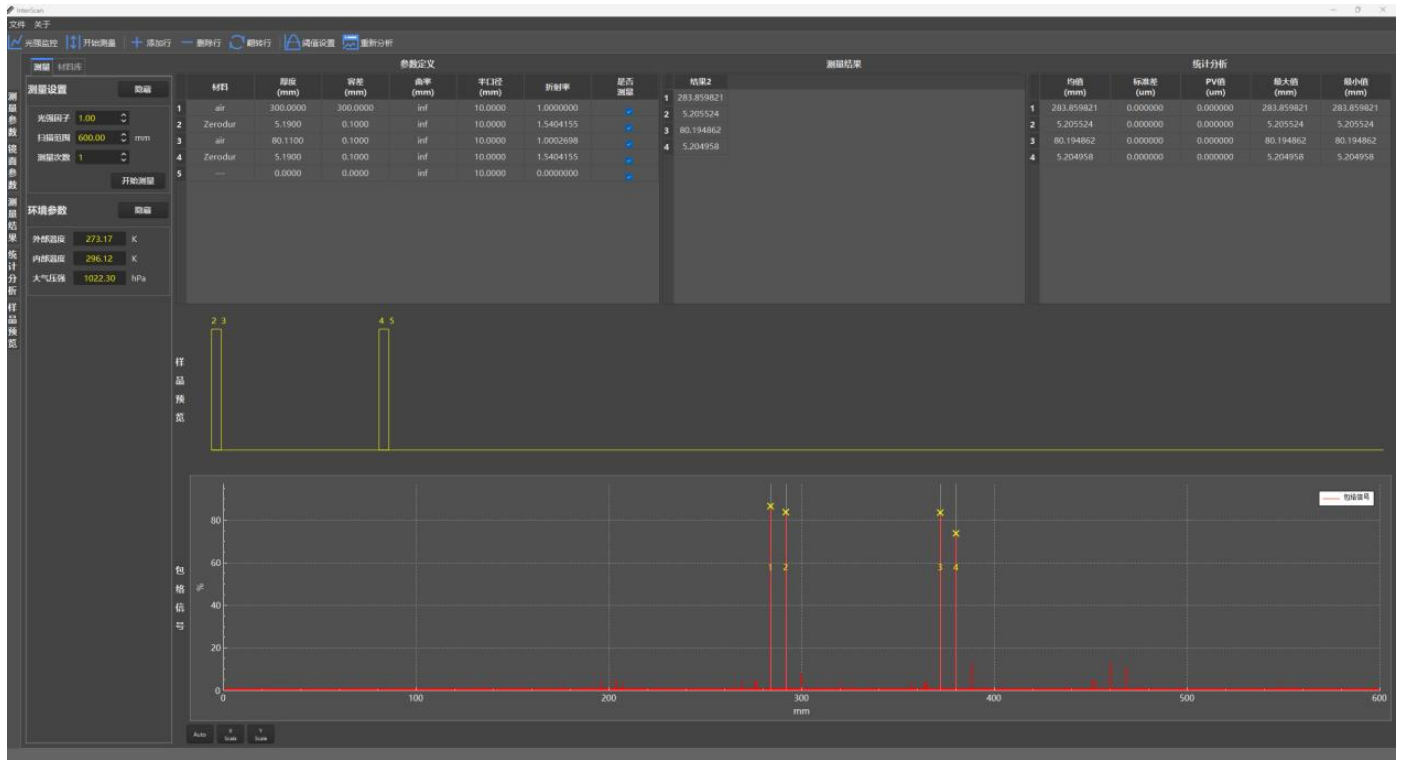 InterScan
文件 关于
光强监控 开始测量 添加行 删除行 翻转行 阈值设置 重新分析
测量 材料库
参数定义 测量结果 统计分析
测量参数
镜面参数
测量结果
统计分析
样品预览
测量设置 隐藏
光强因子 1.00
扫描范围 600.00 mm
测量次数 1
开始测量
环境参数 隐藏
外部温度 273.17 K
内部温度 296.12 K
大气压强 1022.30 hPa
材料 厚度(mm) 容差(mm) 曲率(mm) 半口径(mm) 折射率 是否测量
1 air 300.0000 300.0000 inf 10.0000 1.0000000
2 Zerodur 5.1900 0.1000 inf 10.0000 1.5404155
3 air 80.1100 0.1000 inf 10.0000 1.0002698
4 Zerodur 5.1900 0.1000 inf 10.0000 1.5404155
5 --- 0.0000 0.0000 inf 10.0000 0.0000000
结果2
1 283.859821
2 5.205524
3 80.194862
4 5.204958
均值(mm) 标准差(um) PV值(um) 最大值(mm) 最小值(mm)
1 283.859821 0.000000 0.000000 283.859821 283.859821
2 5.205524 0.000000 0.000000 5.205524 5.205524
3 80.194862 0.000000 0.000000 80.194862 80.194862
4 5.204958 0.000000 0.000000 5.204958 5.204958
样品预览
2 3 4 5
包络信号
包络信号
%
80
60
40
20
0
1 2 3 4
0 100 200 300 400 500 600
mm
Auto X Scale Y Scale